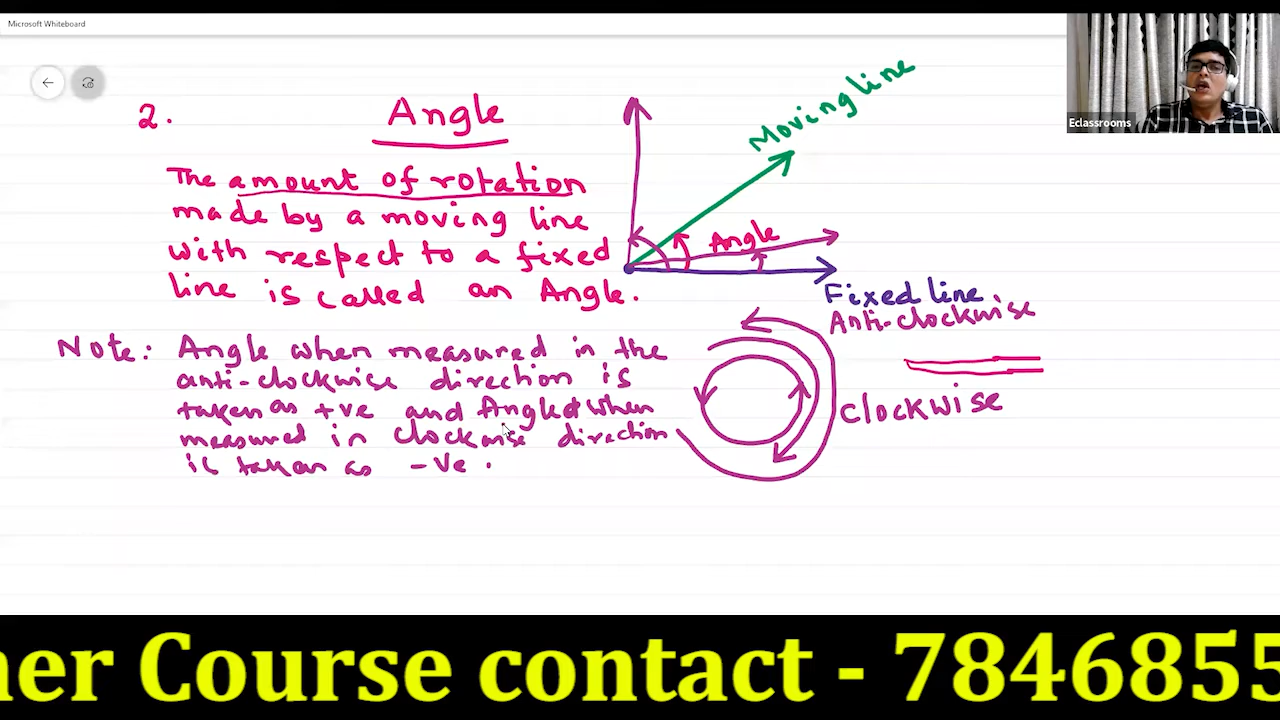 Microsoft Whiteboard
Eclassrooms
2. Angle
The amount of rotation
made by a moving line
with respect to a fixed
line is called an Angle.
Moving line
Angle
Fixed line
Anti-clockwise
clockwise
Note: Angle when measured in the
anti-clockwise direction is
taken as +ve and Angle when
measured in clockwise direction
is taken as -ve .
ner Course contact - 7846855